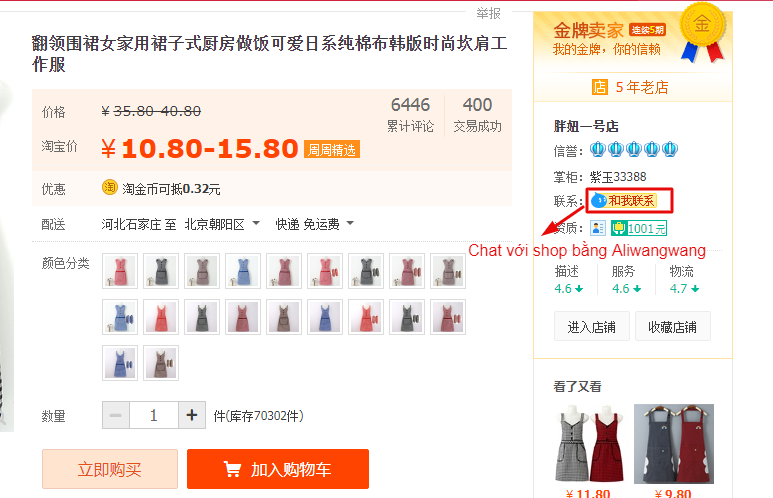 举报
翻领围裙女家用裙子式厨房做饭可爱日系纯棉布韩版时尚坎肩工
作服
价格
¥ 35.80-40.80
6446
累计评论
400
交易成功
淘宝价
¥ 10.80-15.80 周周精选
优惠
淘 淘金币可抵0.32元
配送
河北石家庄 至 北京朝阳区 快递 免运费
颜色分类
数量
− 1 +
件(库存70302件)
立即购买
加入购物车
金牌卖家 连续5期
我的金牌，你的信赖
金
店 5 年老店
胖妞一号店
信誉：
掌柜：紫玉33388
联系：和我联系
资质：1001元
Chat với shop bằng Aliwangwang
描述 服务 物流
4.6 4.6 4.7
进入店铺 收藏店铺
看了又看
¥ 11.80 ¥ 9.80